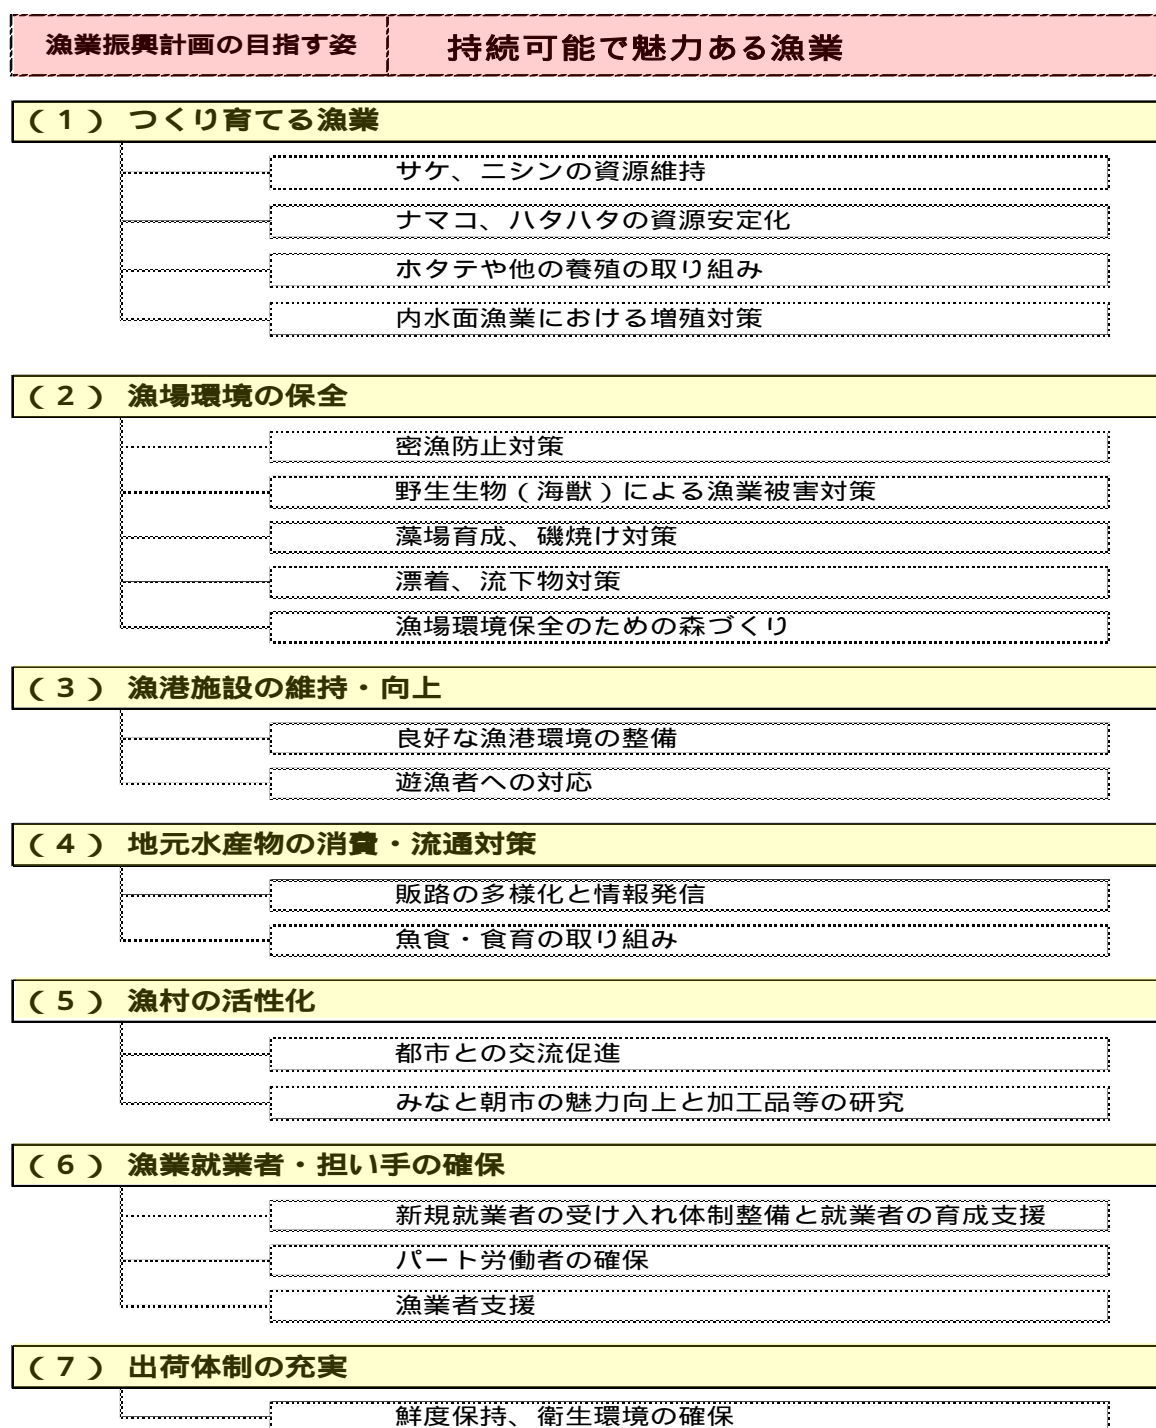 漁業振興計画の目指す姿 持続可能で魅力ある漁業
(1) つくり育てる漁業
サケ、ニシンの資源維持
ナマコ、ハタハタの資源安定化
ホタテや他の養殖の取り組み
内水面漁業における増殖対策
(2) 漁場環境の保全
密漁防止対策
野生生物(海獣)による漁業被害対策
藻場育成、磯焼け対策
漂着、流下物対策
漁場環境保全のための森づくり
(3) 漁港施設の維持・向上
良好な漁港環境の整備
遊漁者への対応
(4) 地元水産物の消費・流通対策
販路の多様化と情報発信
魚食・食育の取り組み
(5) 漁村の活性化
都市との交流促進
みなと朝市の魅力向上と加工品等の研究
(6) 漁業就業者・担い手の確保
新規就業者の受け入れ体制整備と就業者の育成支援
パート労働者の確保
漁業者支援
(7) 出荷体制の充実
鮮度保持、衛生環境の確保